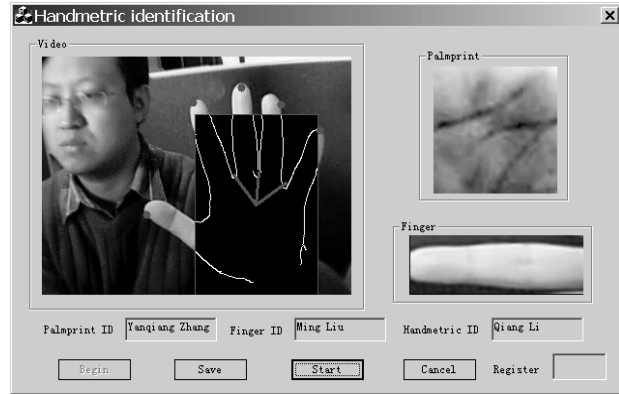 Handmetric identification
Video
Palmprint
Finger
Palmprint ID Yanqiang Zhang Finger ID Ming Liu Handmetric ID Qiang Li
Begin Save Start Cancel Register